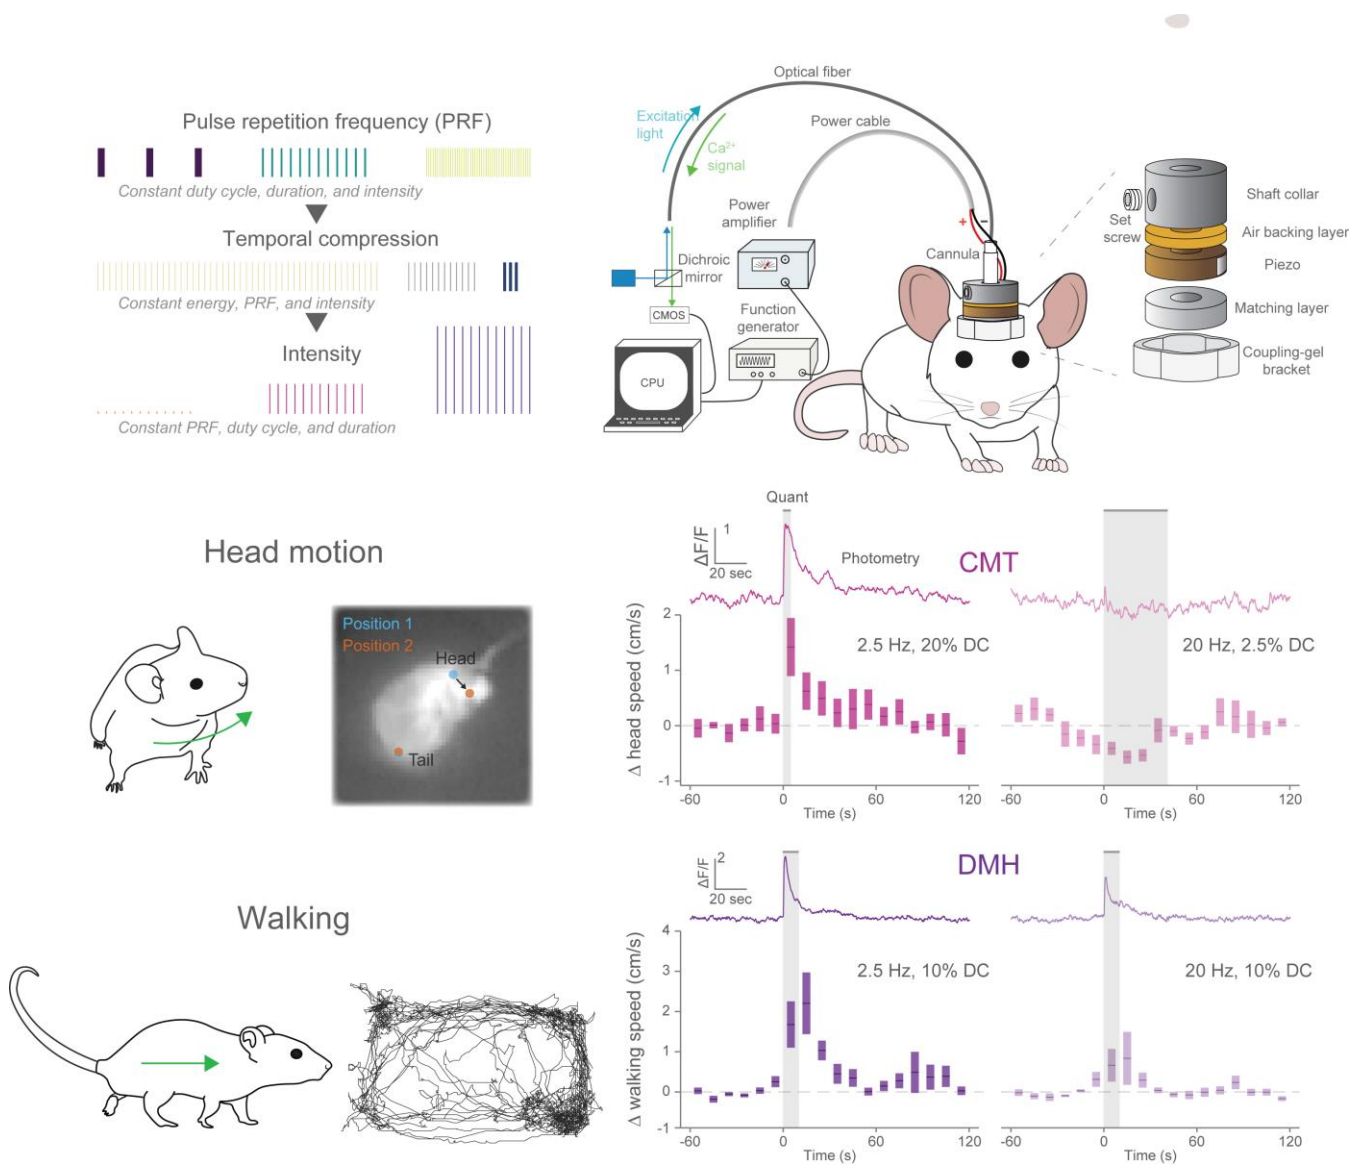 Pulse repetition frequency (PRF)
Constant duty cycle, duration, and intensity
Temporal compression
Constant energy, PRF, and intensity
Intensity
Constant PRF, duty cycle, and duration
Optical fiber
Excitation
light
Power cable
Ca²⁺
signal
Power
amplifier
+
−
Cannula
Dichroic
mirror
CMOS
Function
generator
CPU
Shaft collar
Set
screw
Air backing layer
Piezo
Matching layer
Coupling-gel
bracket
Head motion
Position 1
Position 2
Head
Tail
Quant
ΔF/F
1
20 sec
Photometry
CMT
Δ head speed (cm/s)
2
1
0
-1
2.5 Hz, 20% DC
20 Hz, 2.5% DC
-60 0 60 120
Time (s)
-60 0 60 120
Time (s)
Walking
ΔF/F
2
20 sec
DMH
Δ walking speed (cm/s)
4
3
2
1
0
-1
2.5 Hz, 10% DC
20 Hz, 10% DC
-60 0 60 120
Time (s)
-60 0 60 120
Time (s)